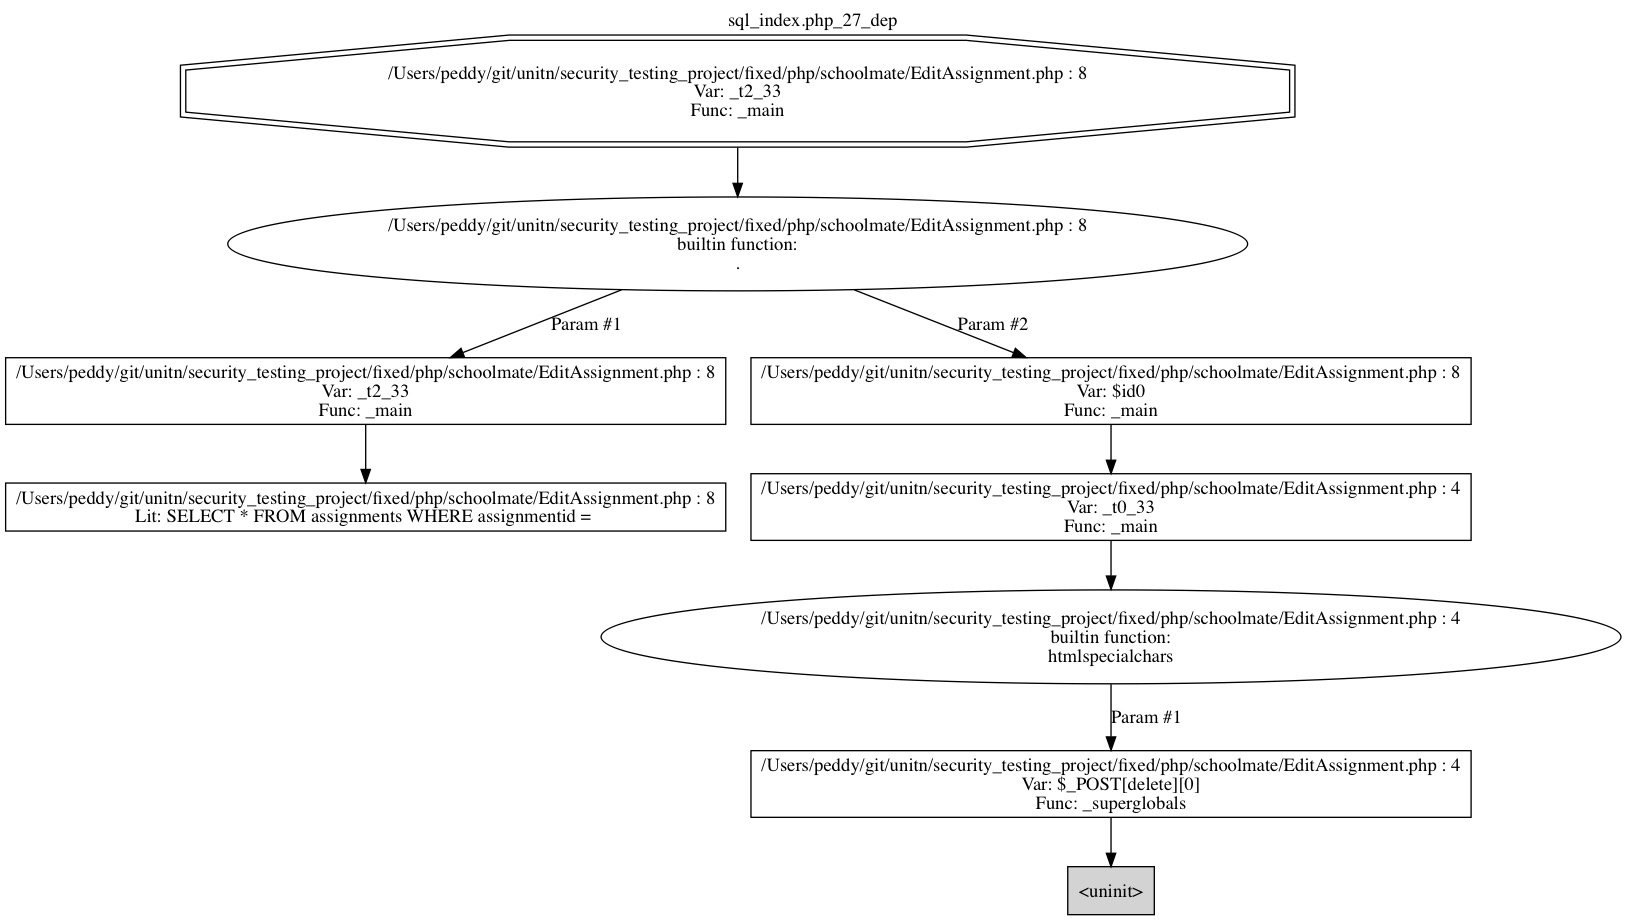 sql_index.php_27_dep
/Users/peddy/git/unitn/security_testing_project/fixed/php/schoolmate/EditAssignment.php : 8
Var: _t2_33
Func: _main
/Users/peddy/git/unitn/security_testing_project/fixed/php/schoolmate/EditAssignment.php : 8
builtin function:
.
Param #1
Param #2
/Users/peddy/git/unitn/security_testing_project/fixed/php/schoolmate/EditAssignment.php : 8
Var: _t2_33
Func: _main
/Users/peddy/git/unitn/security_testing_project/fixed/php/schoolmate/EditAssignment.php : 8
Var: $id0
Func: _main
/Users/peddy/git/unitn/security_testing_project/fixed/php/schoolmate/EditAssignment.php : 8
Lit: SELECT * FROM assignments WHERE assignmentid =
/Users/peddy/git/unitn/security_testing_project/fixed/php/schoolmate/EditAssignment.php : 4
Var: _t0_33
Func: _main
/Users/peddy/git/unitn/security_testing_project/fixed/php/schoolmate/EditAssignment.php : 4
builtin function:
htmlspecialchars
Param #1
/Users/peddy/git/unitn/security_testing_project/fixed/php/schoolmate/EditAssignment.php : 4
Var: $_POST[delete][0]
Func: _superglobals
<uninit>